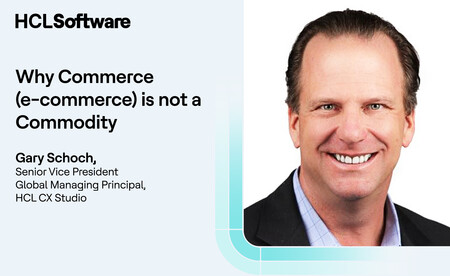 HCLSoftware
Why Commerce
(e-commerce) is not a
Commodity
Gary Schoch,
Senior Vice President
Global Managing Principal,
HCL CX Studio